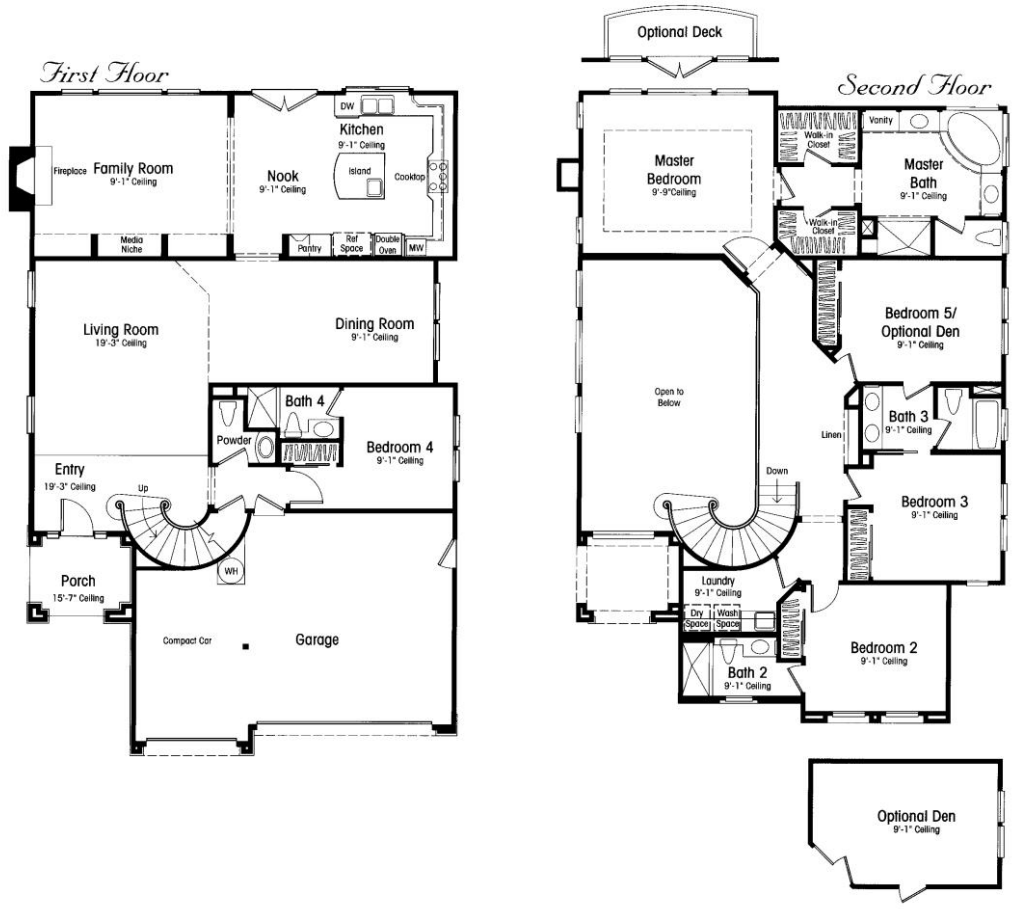 First Floor
DW
Kitchen
9'-1" Ceiling
Fireplace
Family Room
9'-1" Ceiling
Nook
9'-1" Ceiling
Island
Cooktop
Media
Niche
Pantry
Ref
Space
Double
Oven
MW
Living Room
19'-3" Ceiling
Dining Room
9'-1" Ceiling
Bath 4
Powder
Bedroom 4
9'-1" Ceiling
Entry
19'-3" Ceiling
Up
WH
Porch
15'-7" Ceiling
Compact Car
Garage
Optional Deck
Second Floor
Master
Bedroom
9'-9"Ceiling
Walk-in
Closet
Vanity
Master
Bath
9'-1" Ceiling
Walk-in
Closet
Bedroom 5/
Optional Den
9'-1" Ceiling
Open to
Below
Bath 3
9'-1" Ceiling
Linen
Down
Bedroom 3
9'-1" Ceiling
Laundry
9'-1" Ceiling
Dry
Space
Wash
Space
Bath 2
9'-1" Ceiling
Bedroom 2
9'-1" Ceiling
Optional Den
9'-1" Ceiling